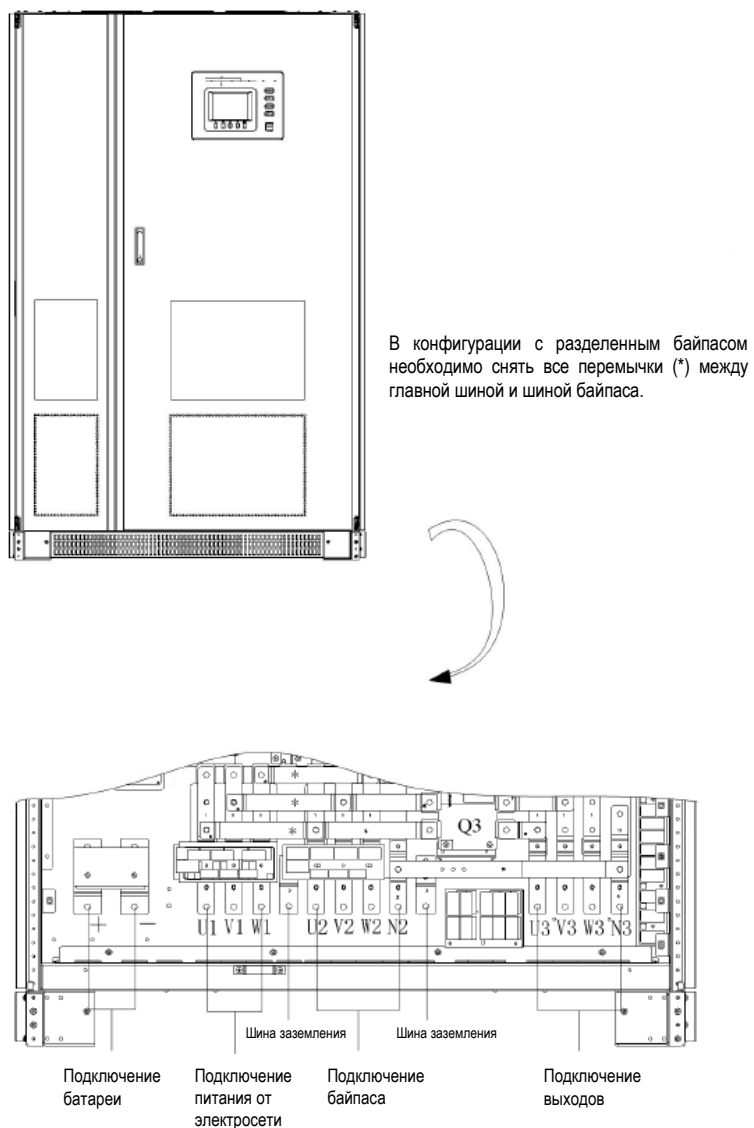 В конфигурации с разделенным байпасом
необходимо снять все перемычки (*) между
главной шиной и шиной байпаса.
*
*
*
Q3
+ −
U1 V1 W1
U2 V2 W2 N2
U3 V3 W3 N3
Шина заземления
Шина заземления
Подключение
батареи
Подключение
питания от
электросети
Подключение
байпаса
Подключение
выходов